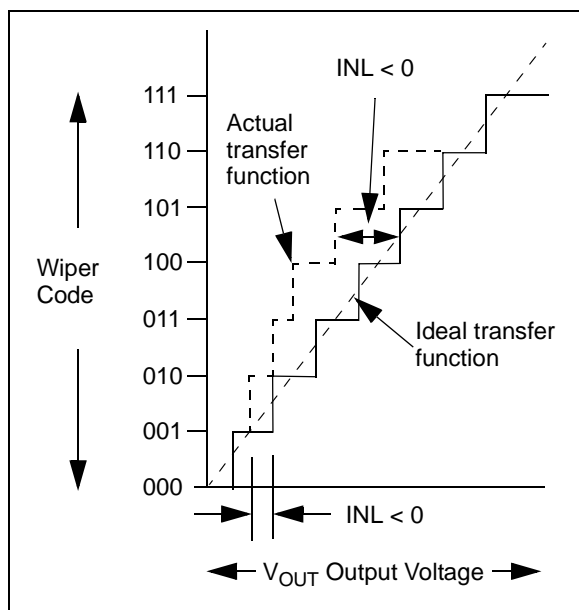 INL < 0
111
Actual
transfer
function
110
101
100
Wiper
Code
011
Ideal transfer
function
010
001
000
INL < 0
VOUT Output Voltage